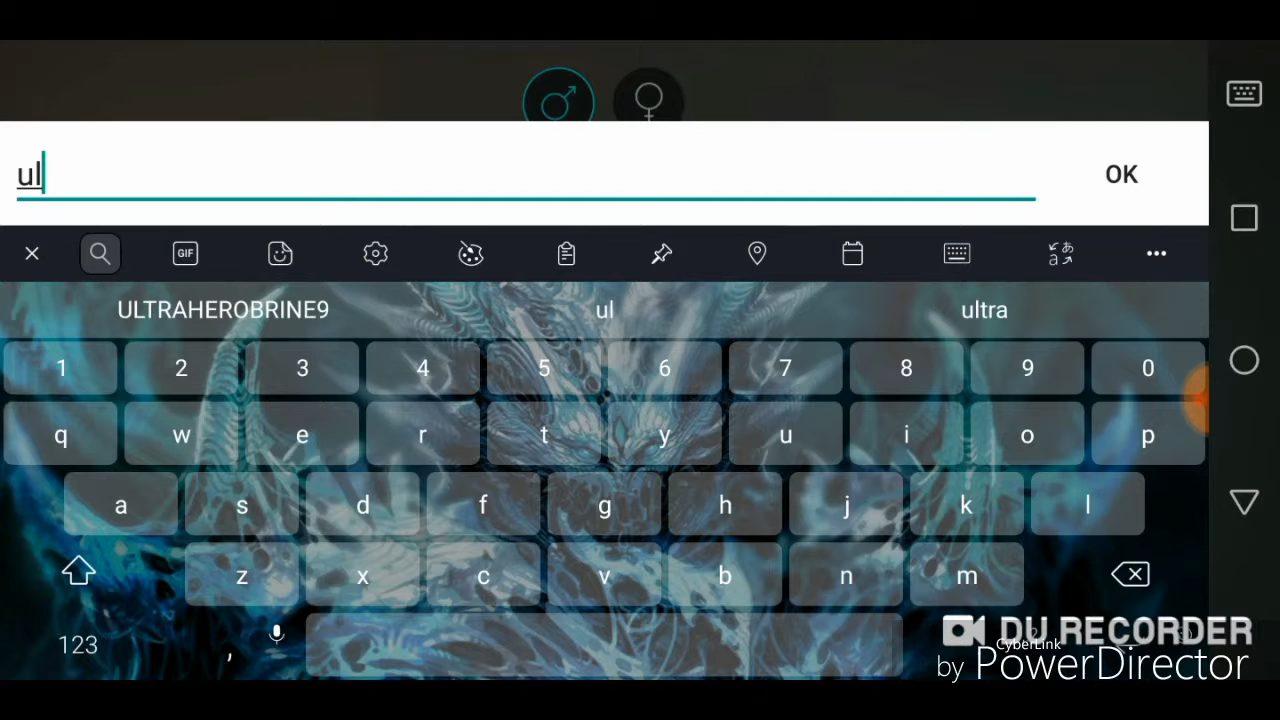 ul
OK
GIF
ULTRAHEROBRINE9 ul ultra
1 2 3 4 5 6 7 8 9 0
q w e r t y u i o p
a s d f g h j k l
z x c v b n m
123 ,
DU RECORDER
CyberLink
by PowerDirector